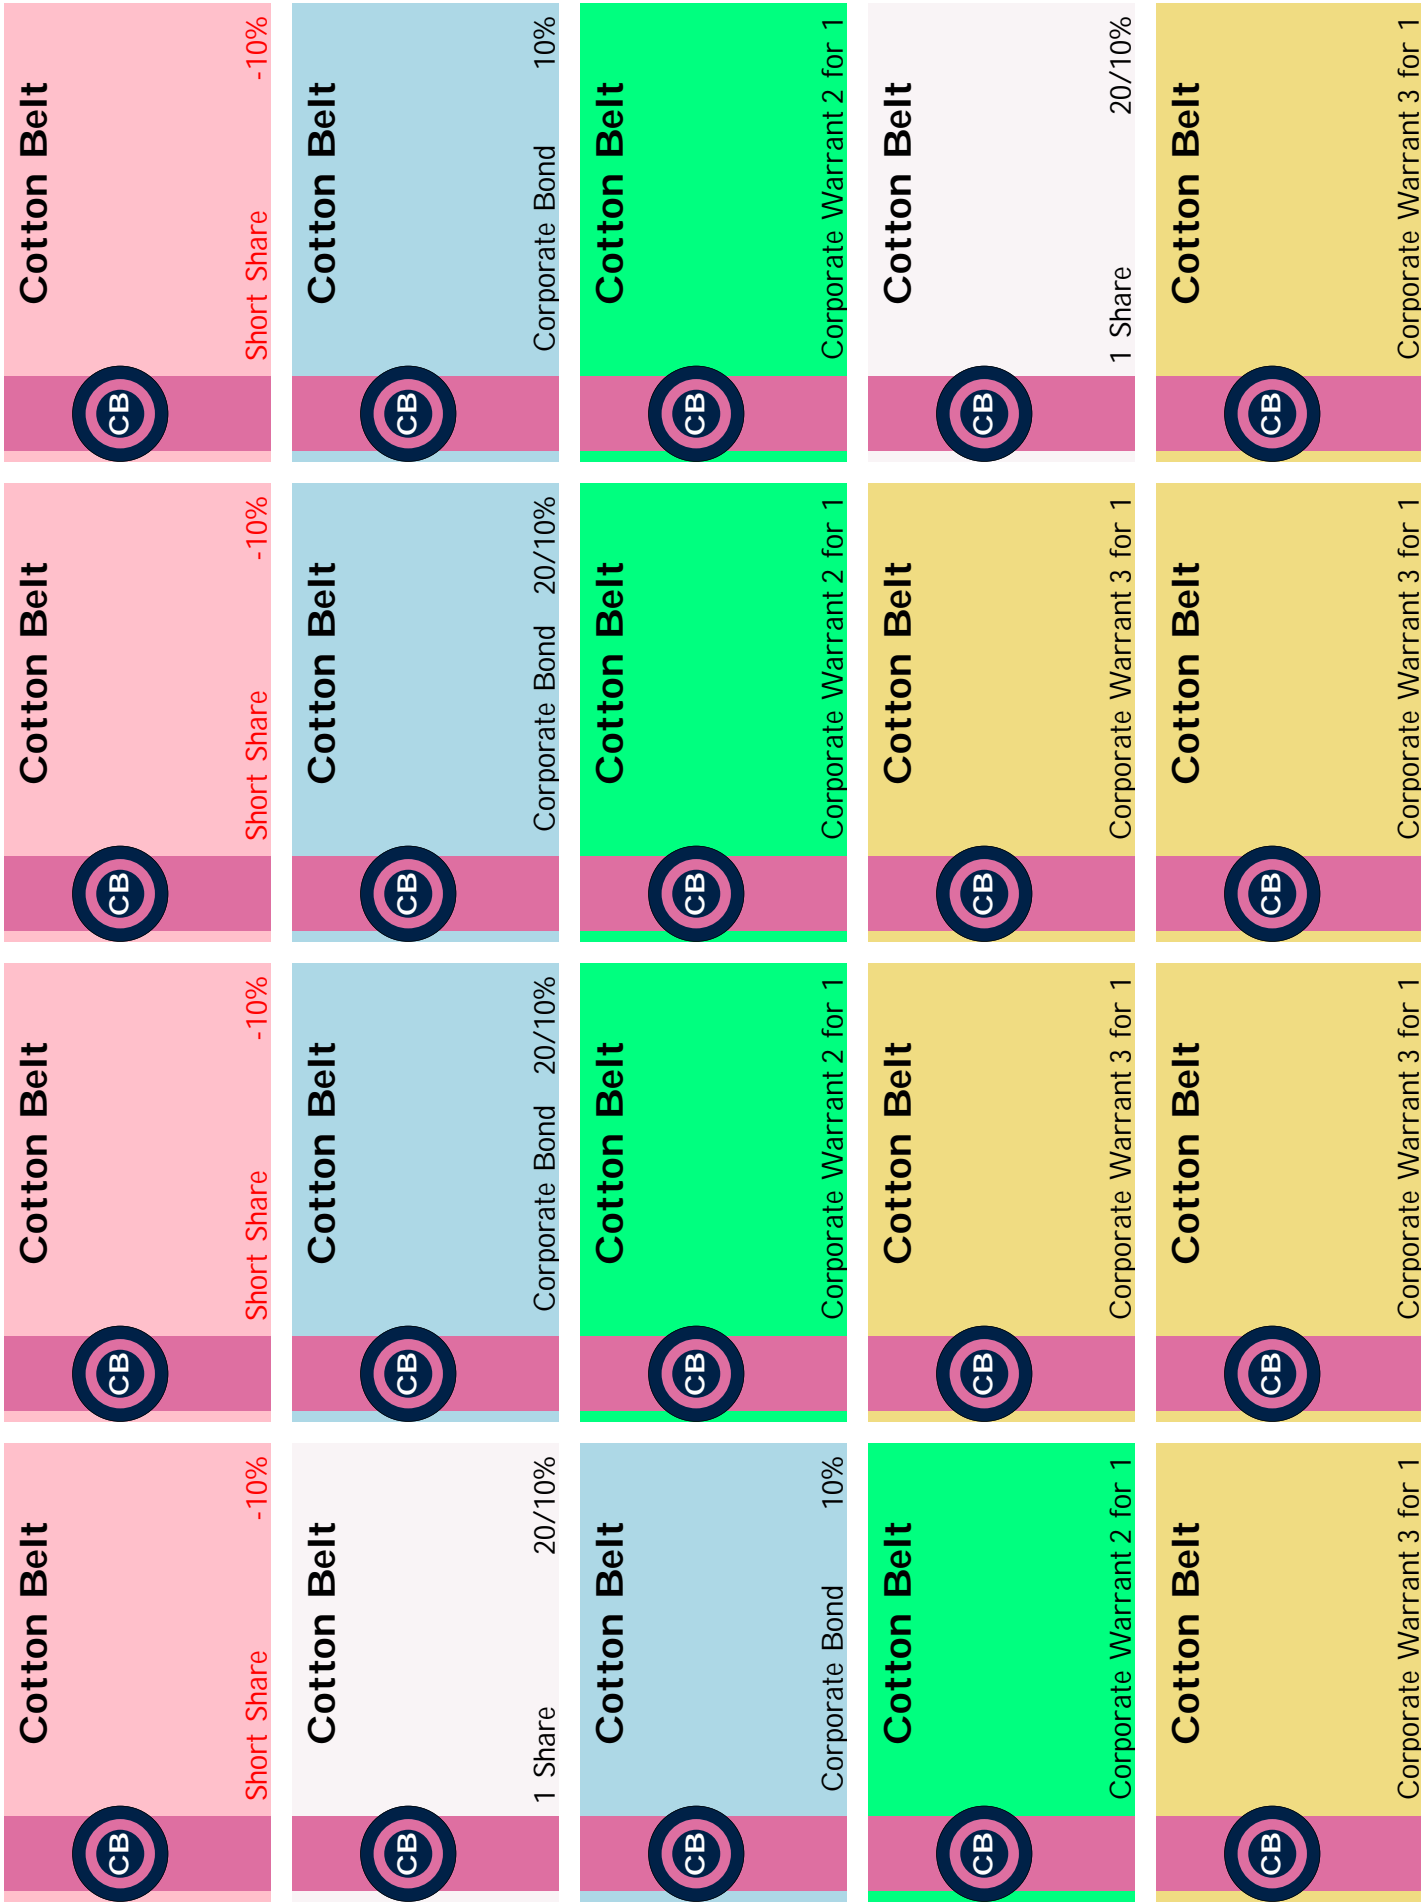 Cotton Belt
Short Share -10%
CB
Cotton Belt
Corporate Bond 10%
CB
Cotton Belt
Corporate Warrant 2 for 1
CB
Cotton Belt
1 Share 20/10%
CB
Cotton Belt
Corporate Warrant 3 for 1
CB
Cotton Belt
Short Share -10%
CB
Cotton Belt
Corporate Bond 20/10%
CB
Cotton Belt
Corporate Warrant 2 for 1
CB
Cotton Belt
Corporate Warrant 3 for 1
CB
Cotton Belt
Corporate Warrant 3 for 1
CB
Cotton Belt
Short Share -10%
CB
Cotton Belt
Corporate Bond 20/10%
CB
Cotton Belt
Corporate Warrant 2 for 1
CB
Cotton Belt
Corporate Warrant 3 for 1
CB
Cotton Belt
Corporate Warrant 3 for 1
CB
Cotton Belt
Short Share -10%
CB
Cotton Belt
1 Share 20/10%
CB
Cotton Belt
Corporate Bond 10%
CB
Cotton Belt
Corporate Warrant 2 for 1
CB
Cotton Belt
Corporate Warrant 3 for 1
CB